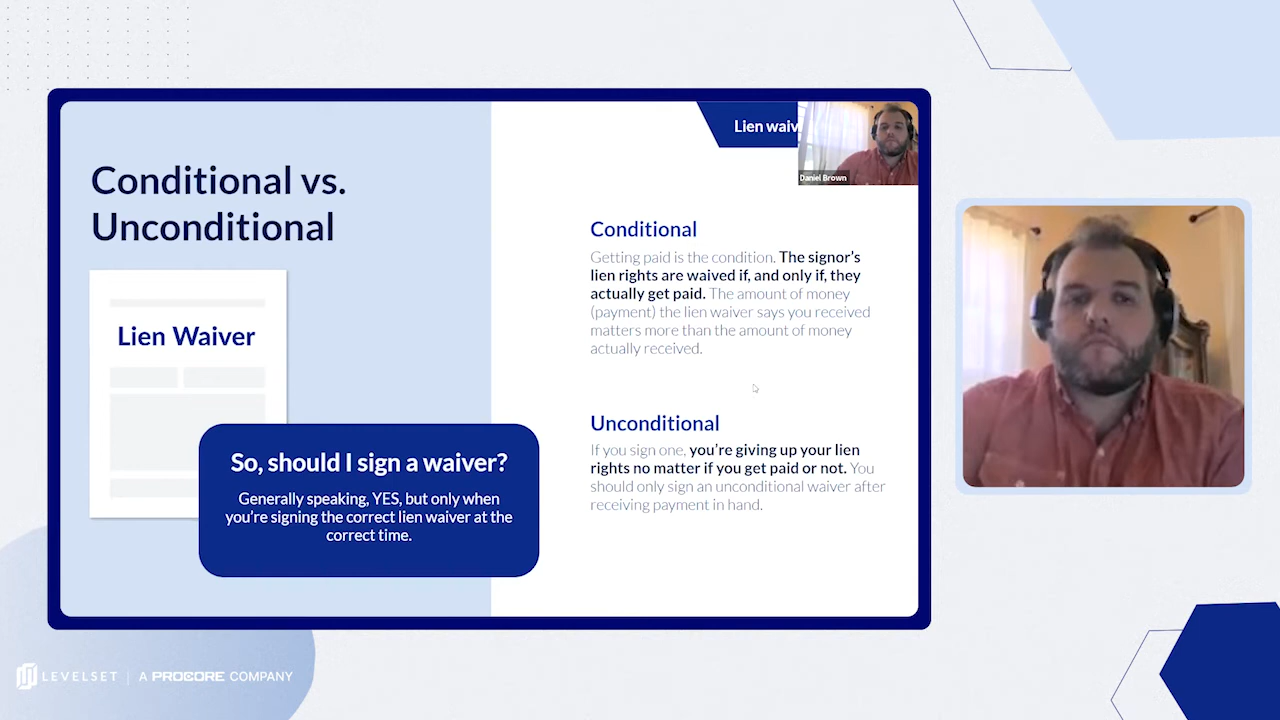 Conditional vs.
Unconditional
Lien Waiver
So, should I sign a waiver?
Generally speaking, YES, but only when
you're signing the correct lien waiver at the
correct time.
Lien waiv
Daniel Brown
Conditional
Getting paid is the condition. The signor's
lien rights are waived if, and only if, they
actually get paid. The amount of money
(payment) the lien waiver says you received
matters more than the amount of money
actually received.
Unconditional
If you sign one, you're giving up your lien
rights no matter if you get paid or not. You
should only sign an unconditional waiver after
receiving payment in hand.
LEVELSET | A PROCORE COMPANY